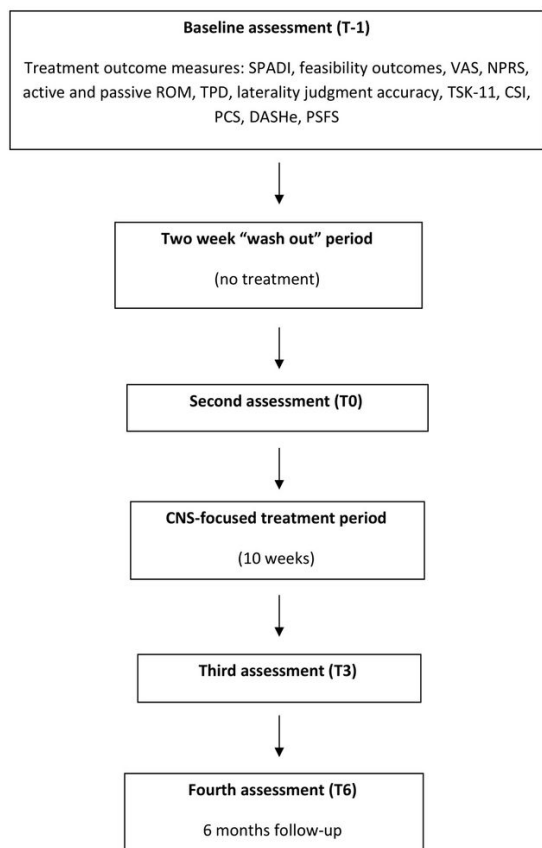 Baseline assessment (T-1)
Treatment outcome measures: SPADI, feasibility outcomes, VAS, NPRS,
active and passive ROM, TPD, laterality judgment accuracy, TSK-11, CSI,
PCS, DASHe, PSFS
Two week “wash out” period
(no treatment)
Second assessment (T0)
CNS-focused treatment period
(10 weeks)
Third assessment (T3)
Fourth assessment (T6)
6 months follow-up